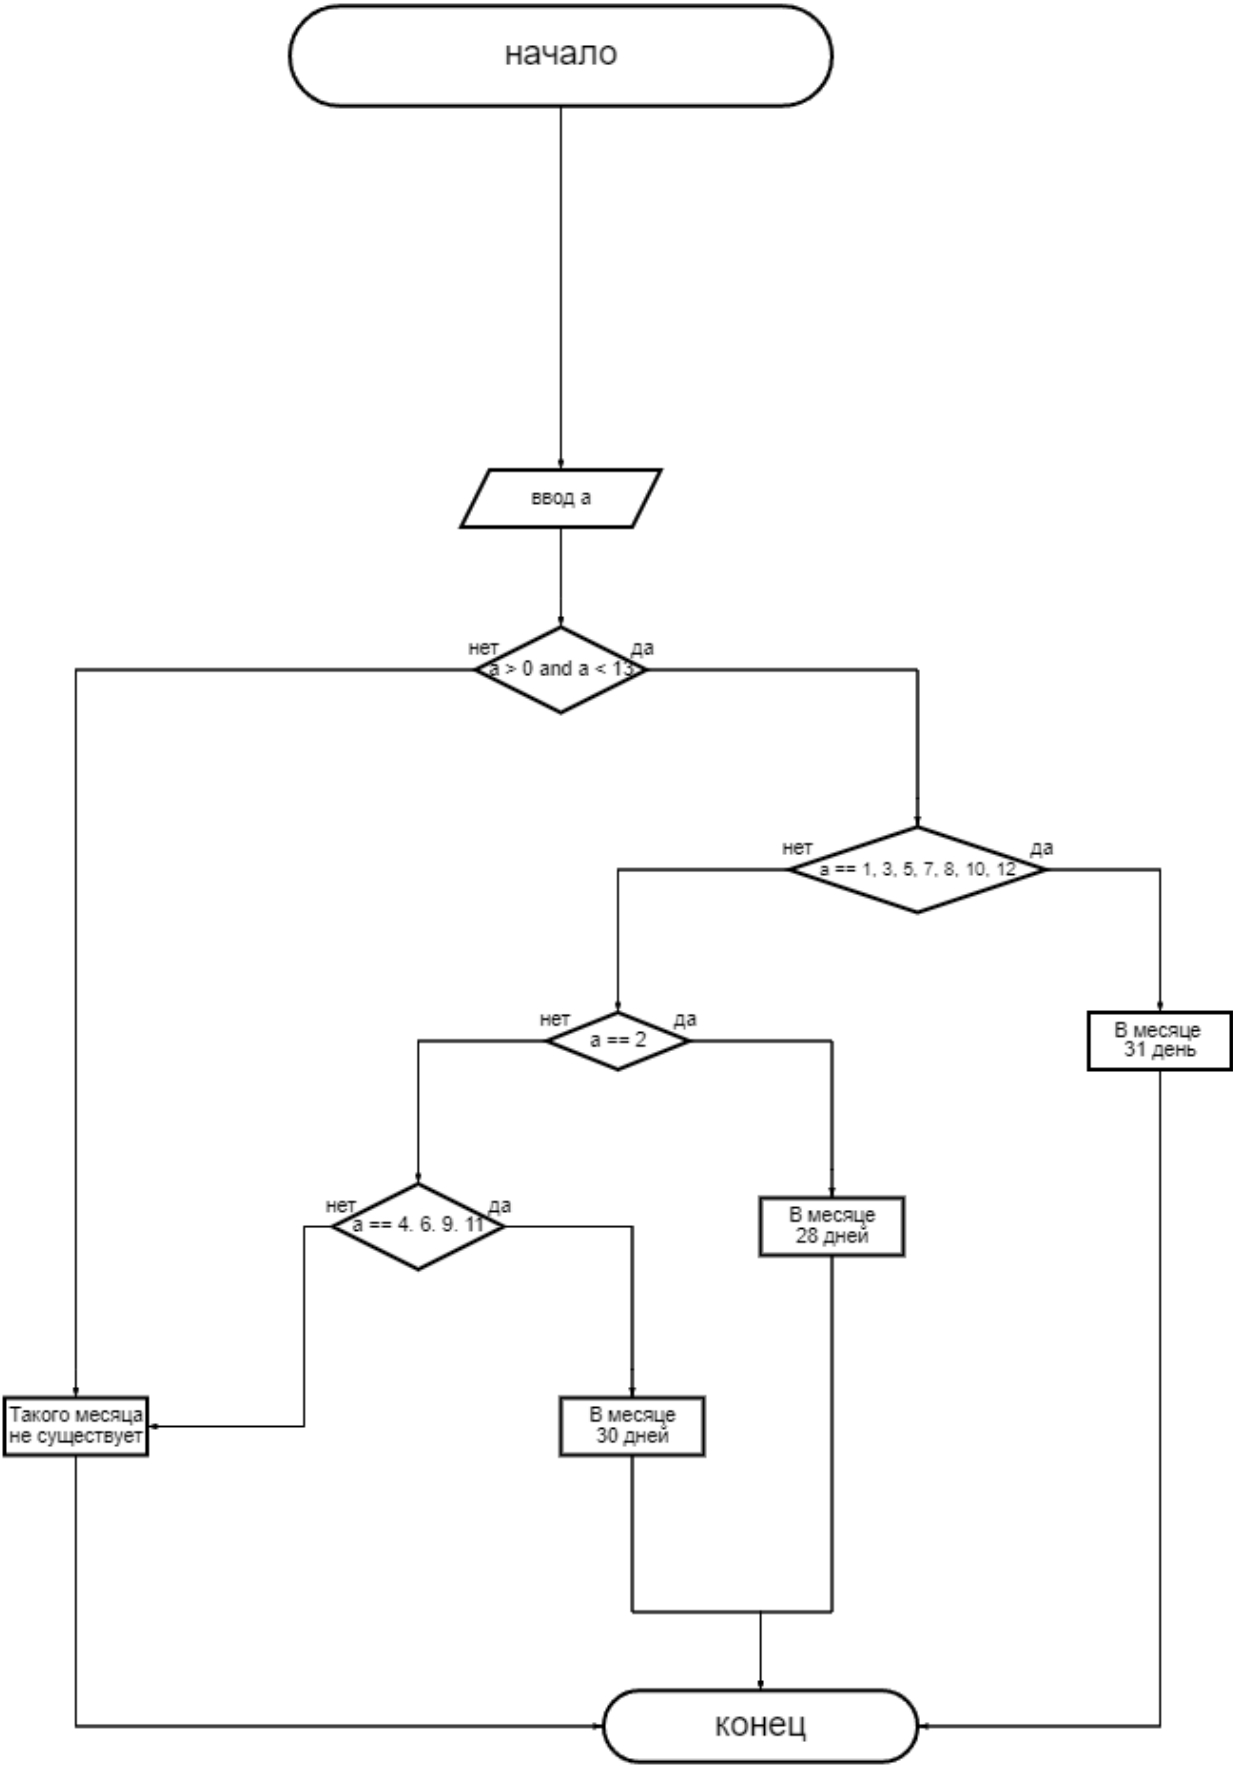 начало
ввод a
нет
да
a > 0 and a < 13
нет
да
a == 1, 3, 5, 7, 8, 10, 12
нет
да
a == 2
В месяце
31 день
нет
да
a == 4. 6. 9. 11
В месяце
28 дней
Такого месяца
не существует
В месяце
30 дней
конец